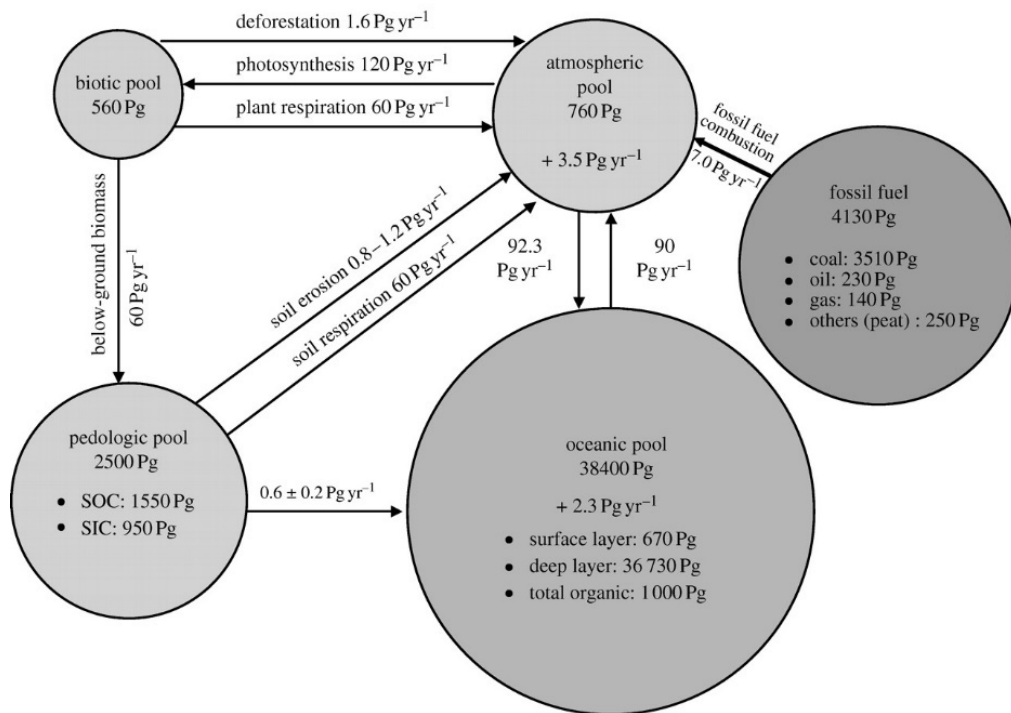 deforestation 1.6 Pg yr⁻¹
photosynthesis 120 Pg yr⁻¹
plant respiration 60 Pg yr⁻¹
biotic pool
560 Pg
atmospheric
pool
760 Pg
+ 3.5 Pg yr⁻¹
fossil fuel
combustion
7.0 Pg yr⁻¹
fossil fuel
4130 Pg
• coal: 3510 Pg
• oil: 230 Pg
• gas: 140 Pg
• others (peat) : 250 Pg
below-ground biomass
60 Pg yr⁻¹
soil erosion 0.8–1.2 Pg yr⁻¹
soil respiration 60 Pg yr⁻¹
92.3
Pg yr⁻¹
90
Pg yr⁻¹
pedologic pool
2500 Pg
• SOC: 1550 Pg
• SIC: 950 Pg
0.6 ± 0.2 Pg yr⁻¹
oceanic pool
38400 Pg
+ 2.3 Pg yr⁻¹
• surface layer: 670 Pg
• deep layer: 36 730 Pg
• total organic: 1 000 Pg